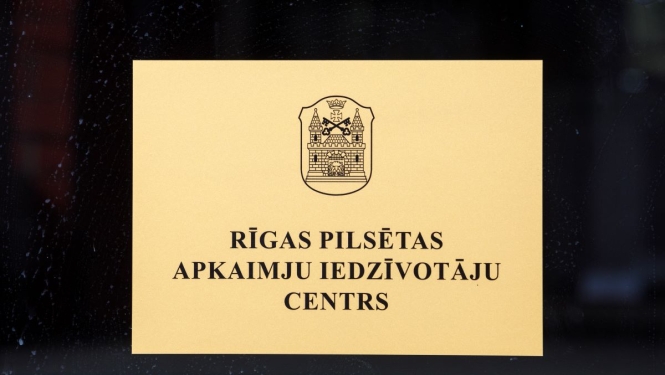 RĪGAS PILSĒTAS
APKAIMJU IEDZĪVOTĀJU
CENTRS